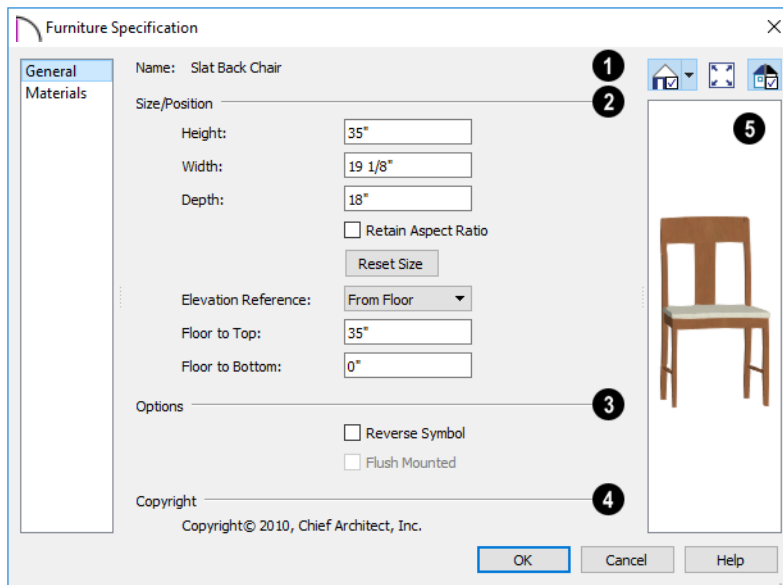 Furniture Specification
General
Materials
Name: Slat Back Chair
1
Size/Position
2
Height: 35"
Width: 19 1/8"
Depth: 18"
Retain Aspect Ratio
Reset Size
Elevation Reference: From Floor
Floor to Top: 35"
Floor to Bottom: 0"
Options
3
Reverse Symbol
Flush Mounted
Copyright
4
Copyright© 2010, Chief Architect, Inc.
5
OK Cancel Help